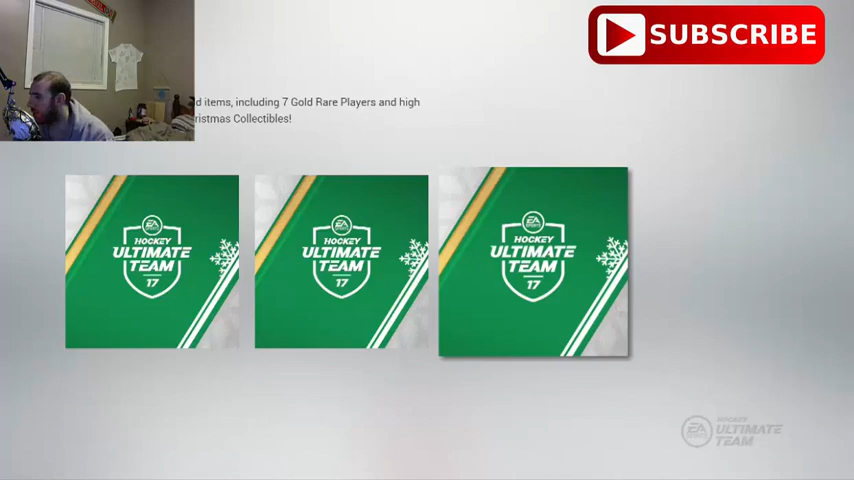 SUBSCRIBE
d items, including 7 Gold Rare Players and high
ristmas Collectibles!
EA
SPORTS
HOCKEY
ULTIMATE
TEAM
17
EA
SPORTS
HOCKEY
ULTIMATE
TEAM
17
EA
SPORTS
HOCKEY
ULTIMATE
TEAM
17
EA
HOCKEY
ULTIMATE
TEAM